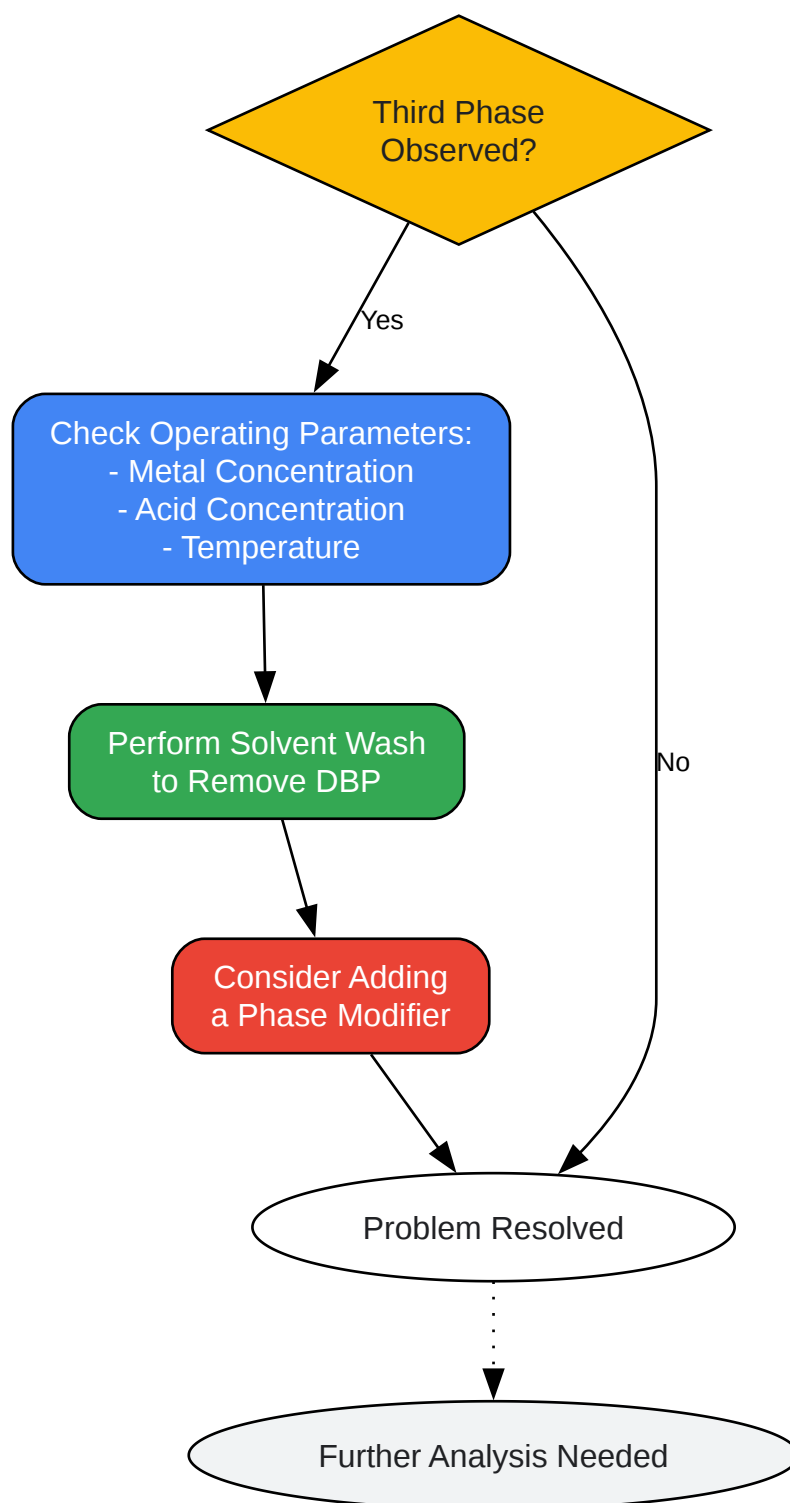 Third Phase
Observed?
Yes
Check Operating Parameters:
- Metal Concentration
- Acid Concentration
- Temperature
Perform Solvent Wash
to Remove DBP
No
Consider Adding
a Phase Modifier
Problem Resolved
Further Analysis Needed